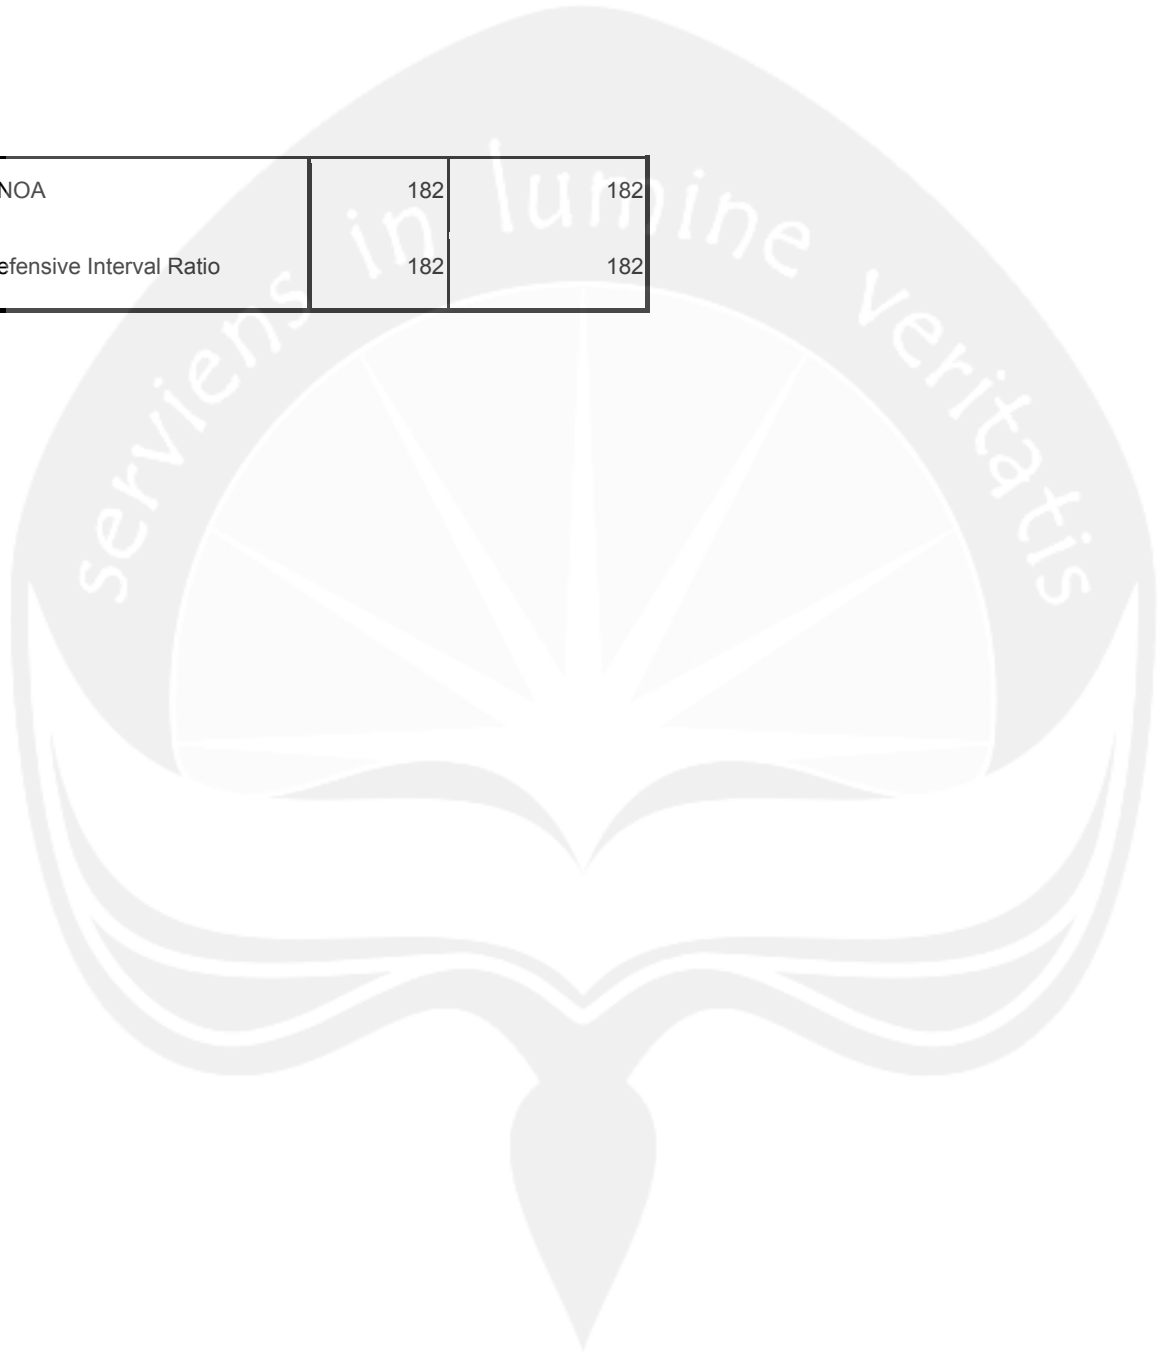 NOA 182 182
efensive Interval Ratio 182 182
serviens in lumine veritatis